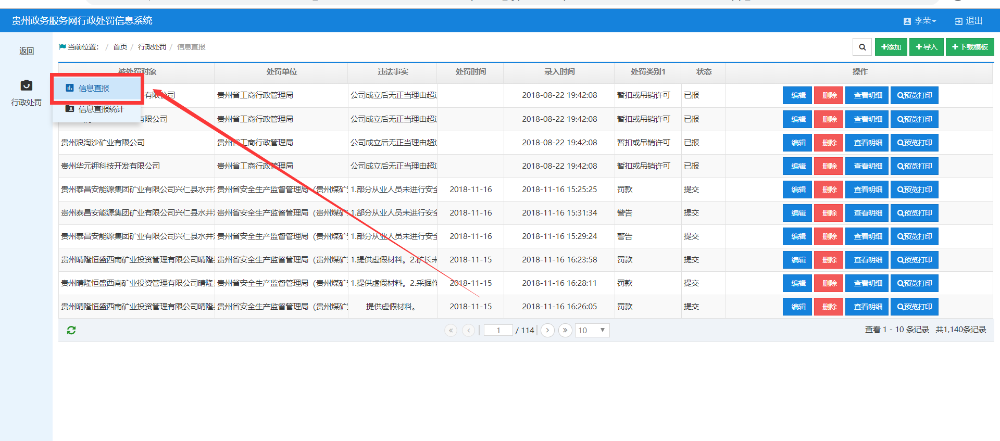 贵州政务服务网行政处罚信息系统
李荣
退出
返回
行政处罚
当前位置： / 首页 / 行政处罚 / 信息直报
添加
导入
下载模板
信息直报
信息直报统计
被处罚对象 处罚单位 违法事实 处罚时间 录入时间 处罚类别1 状态 操作
有限公司 贵州省工商行政管理局 公司成立后无正当理由超过 2018-08-22 19:42:08 暂扣或吊销许可 已报 编辑 删除 查看明细 预览打印
有限公司 贵州省工商行政管理局 公司成立后无正当理由超过 2018-08-22 19:42:08 暂扣或吊销许可 已报 编辑 删除 查看明细 预览打印
贵州浪淘沙矿业有限公司 贵州省工商行政管理局 公司成立后无正当理由超过 2018-08-22 19:42:08 暂扣或吊销许可 已报 编辑 删除 查看明细 预览打印
贵州华元钾科技开发有限公司 贵州省工商行政管理局 公司成立后无正当理由超过 2018-08-22 19:42:08 暂扣或吊销许可 已报 编辑 删除 查看明细 预览打印
贵州泰昌安能源集团矿业有限公司兴仁县水井 贵州省安全生产监督管理局（贵州煤矿 1.部分从业人员未进行安全 2018-11-16 2018-11-16 15:25:25 罚款 提交 编辑 删除 查看明细 预览打印
贵州泰昌安能源集团矿业有限公司兴仁县水井 贵州省安全生产监督管理局（贵州煤矿 1.部分从业人员未进行安全 2018-11-16 2018-11-16 15:31:34 警告 提交 编辑 删除 查看明细 预览打印
贵州泰昌安能源集团矿业有限公司兴仁县水井 贵州省安全生产监督管理局（贵州煤矿 1.部分从业人员未进行安全 2018-11-16 2018-11-16 15:29:24 警告 提交 编辑 删除 查看明细 预览打印
贵州晴隆恒盛西南矿业投资管理有限公司晴隆 贵州省安全生产监督管理局（贵州煤矿 1.提供虚假材料。2.矿长未 2018-11-15 2018-11-16 16:23:58 罚款 提交 编辑 删除 查看明细 预览打印
贵州晴隆恒盛西南矿业投资管理有限公司晴隆 贵州省安全生产监督管理局（贵州煤矿 1.提供虚假材料。2.采掘作 2018-11-15 2018-11-16 16:28:11 罚款 提交 编辑 删除 查看明细 预览打印
贵州晴隆恒盛西南矿业投资管理有限公司晴隆 贵州省安全生产监督管理局（贵州煤矿 提供虚假材料。 2018-11-15 2018-11-16 16:26:05 罚款 提交 编辑 删除 查看明细 预览打印
1 / 114 10
查看 1 - 10 条记录 共1,140条记录